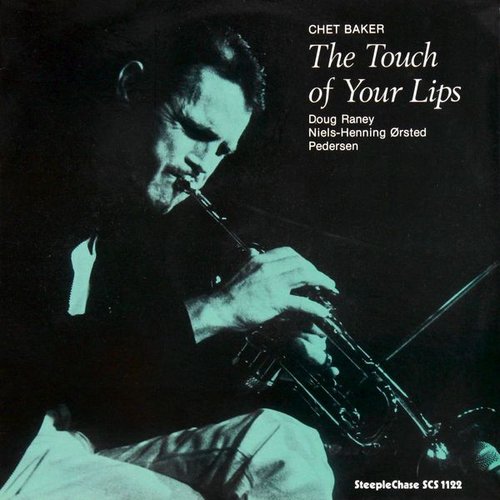 CHET BAKER
The Touch
of Your Lips
Doug Raney
Niels-Henning Ørsted
Pedersen
SteepleChase SCS 1122